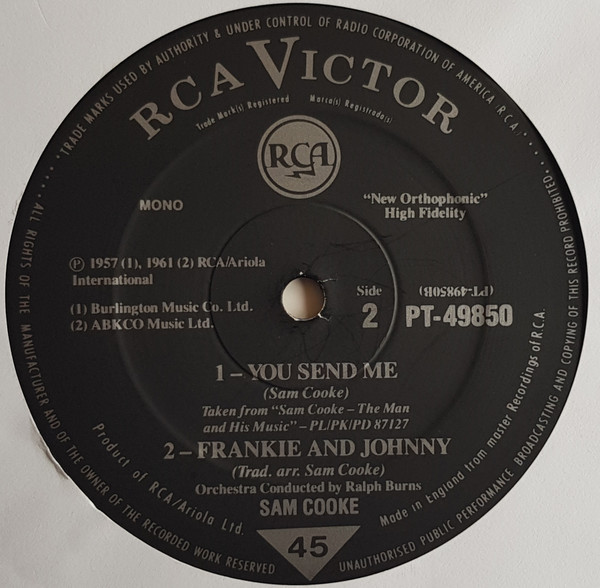 "TRADE MARKS USED BY AUTHORITY & UNDER CONTROL OF RADIO CORPORATION OF AMERICA (R.C.A.)"
RCA VICTOR
Trade Mark(s) Registered Marca(s) Registrada(s)
RCA
MONO
"New Orthophonic"
High Fidelity
Ⓟ 1957 (1), 1961 (2) RCA/Ariola
International
(1) Burlington Music Co. Ltd.
(2) ABKCO Music Ltd.
Side
2
(PT-49850B)
PT-49850
1 – YOU SEND ME
(Sam Cooke)
Taken from "Sam Cooke – The Man
and His Music" – PL/PK/PD 87127
2 – FRANKIE AND JOHNNY
(Trad. arr. Sam Cooke)
Orchestra Conducted by Ralph Burns
SAM COOKE
45
Product of RCA/Ariola Ltd.
Made in England from master Recordings of R.C.A.
ALL RIGHTS OF THE MANUFACTURER AND OF THE OWNER OF THE RECORDED WORK RESERVED
UNAUTHORISED PUBLIC PERFORMANCE BROADCASTING AND COPYING OF THIS RECORD PROHIBITED.